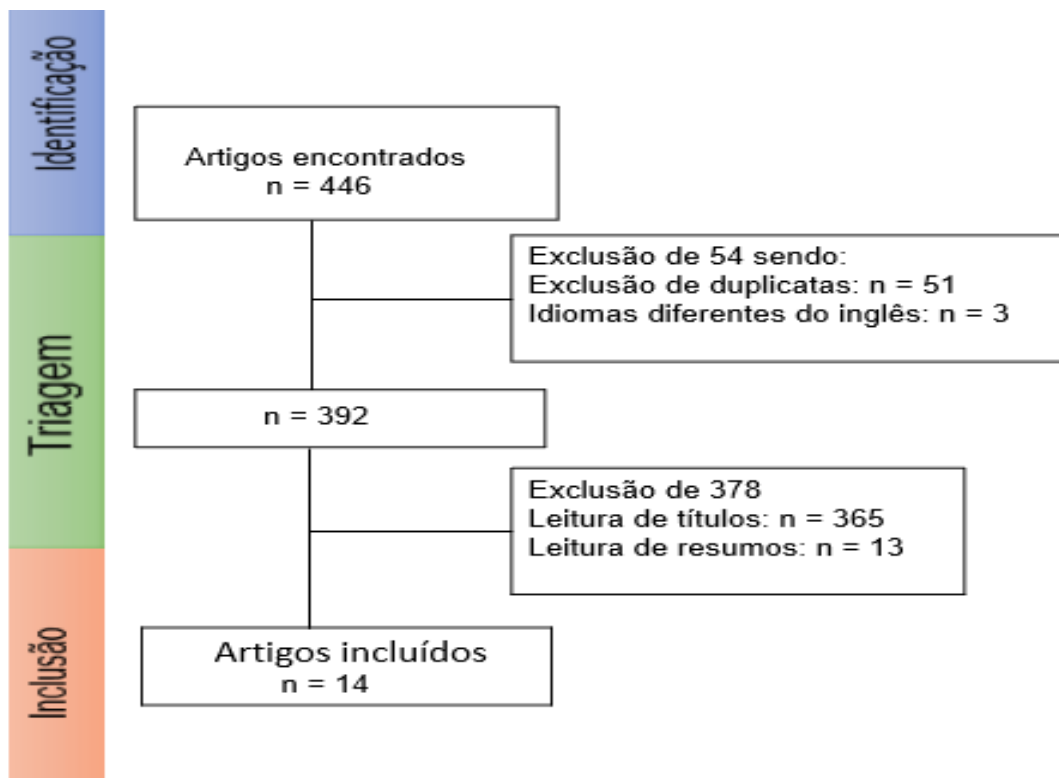 Identificação
Artigos encontrados
n = 446
Exclusão de 54 sendo:
Exclusão de duplicatas: n = 51
Idiomas diferentes do inglês: n = 3
Triagem
n = 392
Exclusão de 378
Leitura de títulos: n = 365
Leitura de resumos: n = 13
Inclusão
Artigos incluídos
n = 14